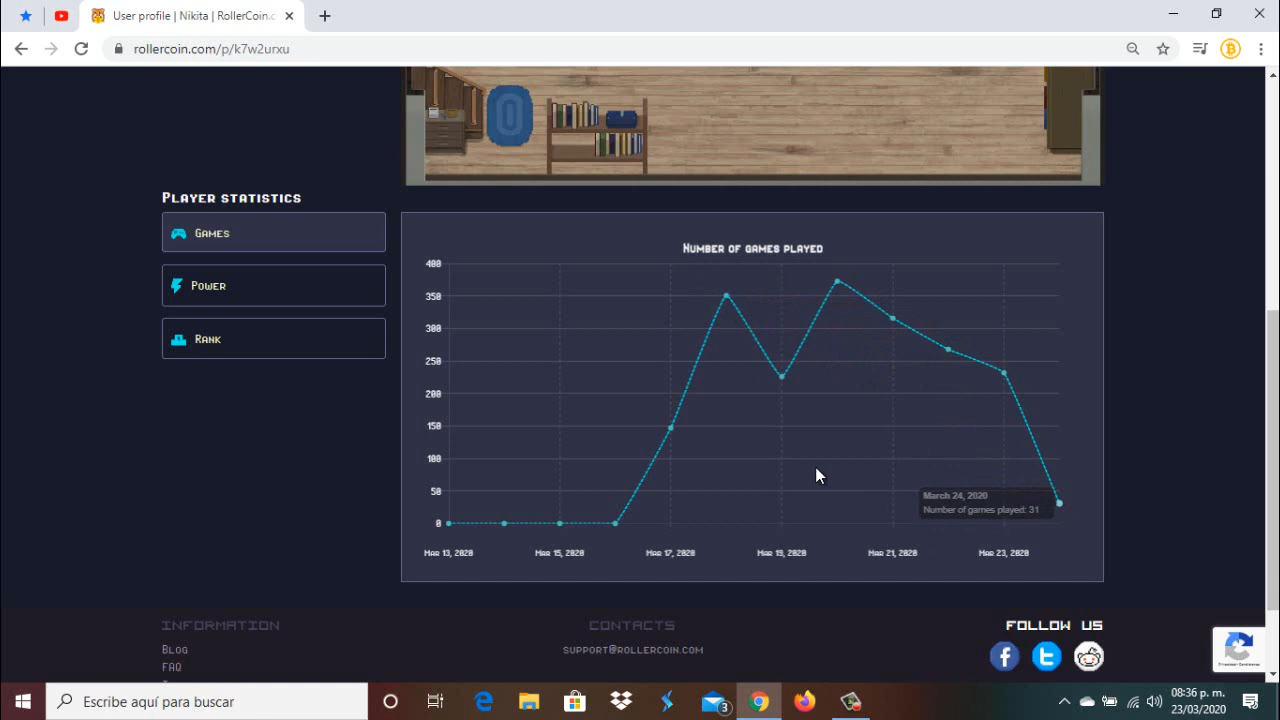 User profile | Nikita | RollerCoin.c
rollercoin.com/p/k7w2urxu
Player statistics
Games
Power
Rank
Number of games played
400
350
300
250
200
150
100
50
0
March 24, 2020
Number of games played: 31
Mar 13, 2020
Mar 15, 2020
Mar 17, 2020
Mar 19, 2020
Mar 21, 2020
Mar 23, 2020
INFORMATION
CONTACTS
FOLLOW US
Blog
support@rollercoin.com
FAQ
Escribe aquí para buscar
3
08:36 p. m.
23/03/2020